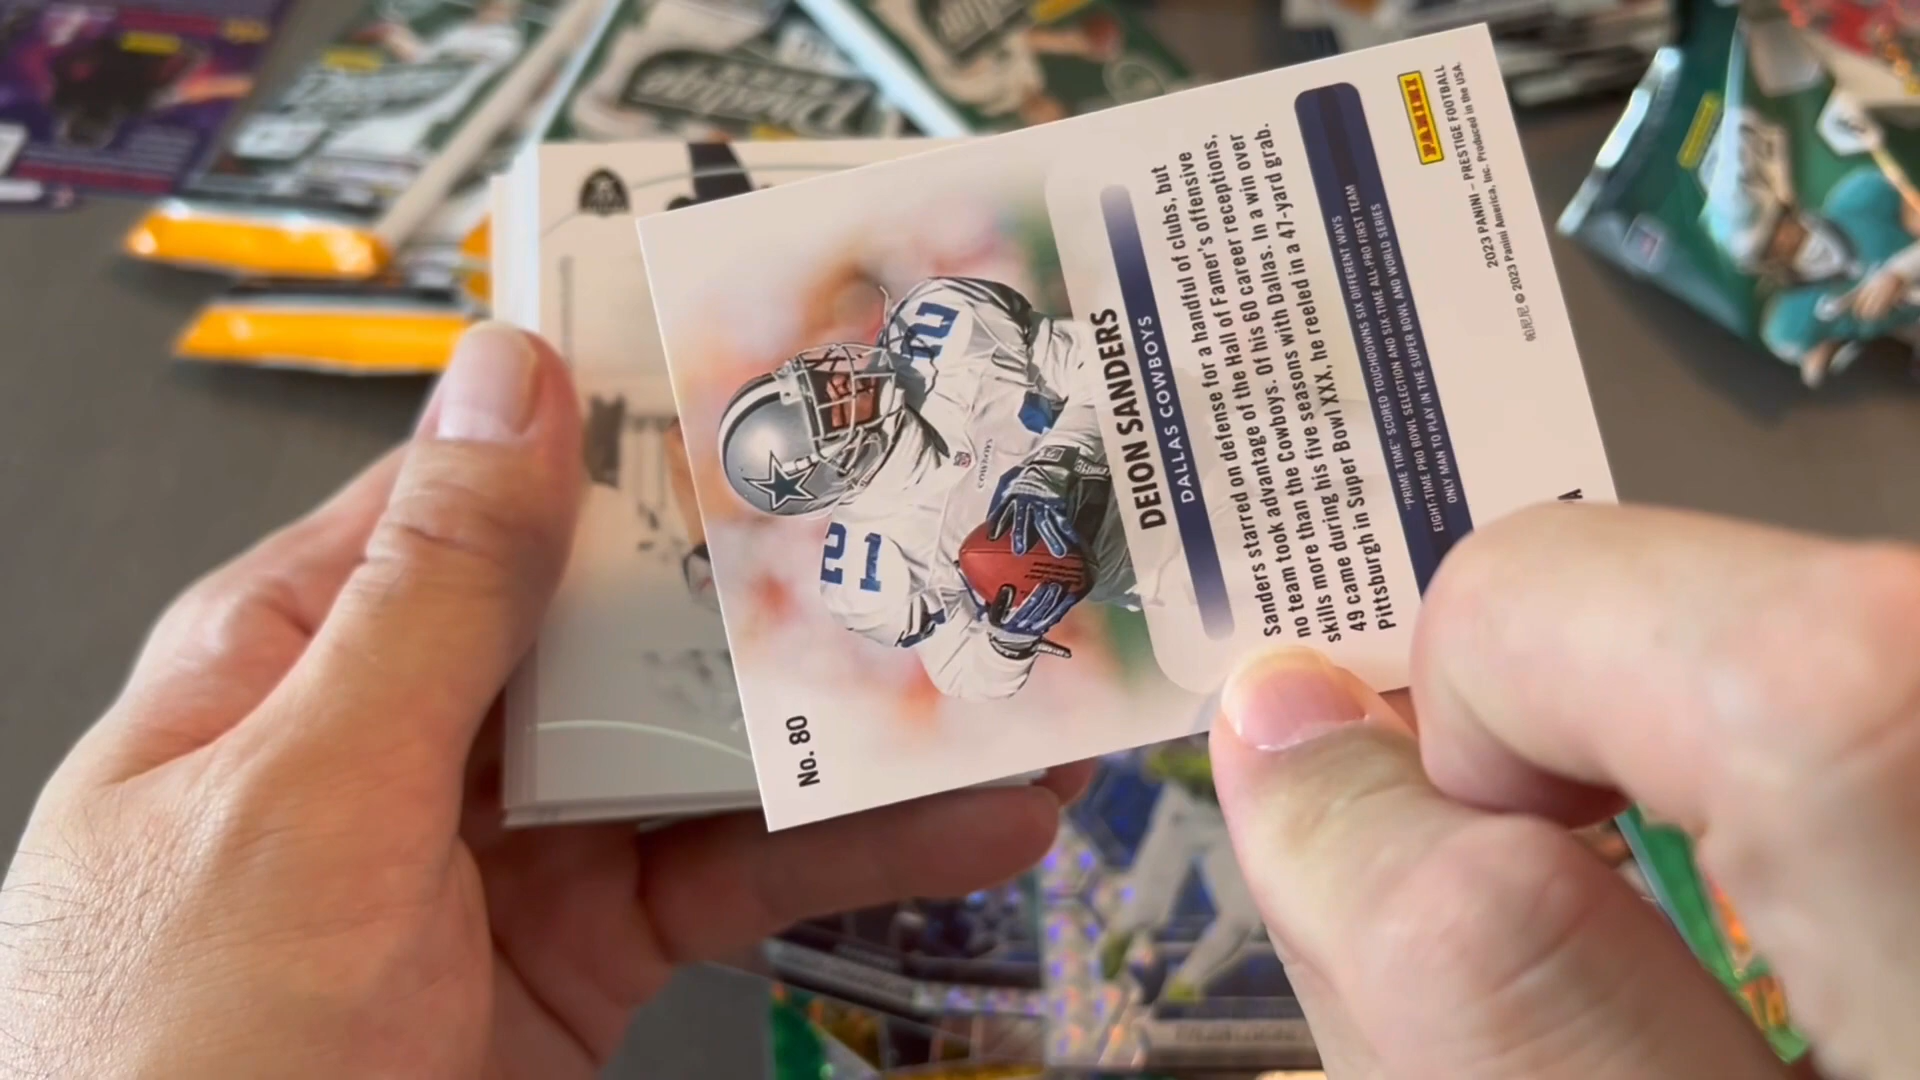 No. 80
21
DEION SANDERS
DALLAS COWBOYS
Sanders starred on defense for a handful of clubs, but
no team took advantage of the Hall of Famer's offensive
skills more than the Cowboys. Of his 60 career receptions,
49 came during his five seasons with Dallas. In a win over
Pittsburgh in Super Bowl XXX, he reeled in a 47-yard grab.
"PRIME TIME" SCORED TOUCHDOWNS SIX DIFFERENT WAYS
EIGHT-TIME PRO BOWL SELECTION AND SIX-TIME ALL-PRO FIRST TEAM
ONLY MAN TO PLAY IN THE SUPER BOWL AND WORLD SERIES
PANINI
2023 PANINI – PRESTIGE FOOTBALL
© 2023 Panini America, Inc. Produced in the USA.
COWBOYS
Prestige